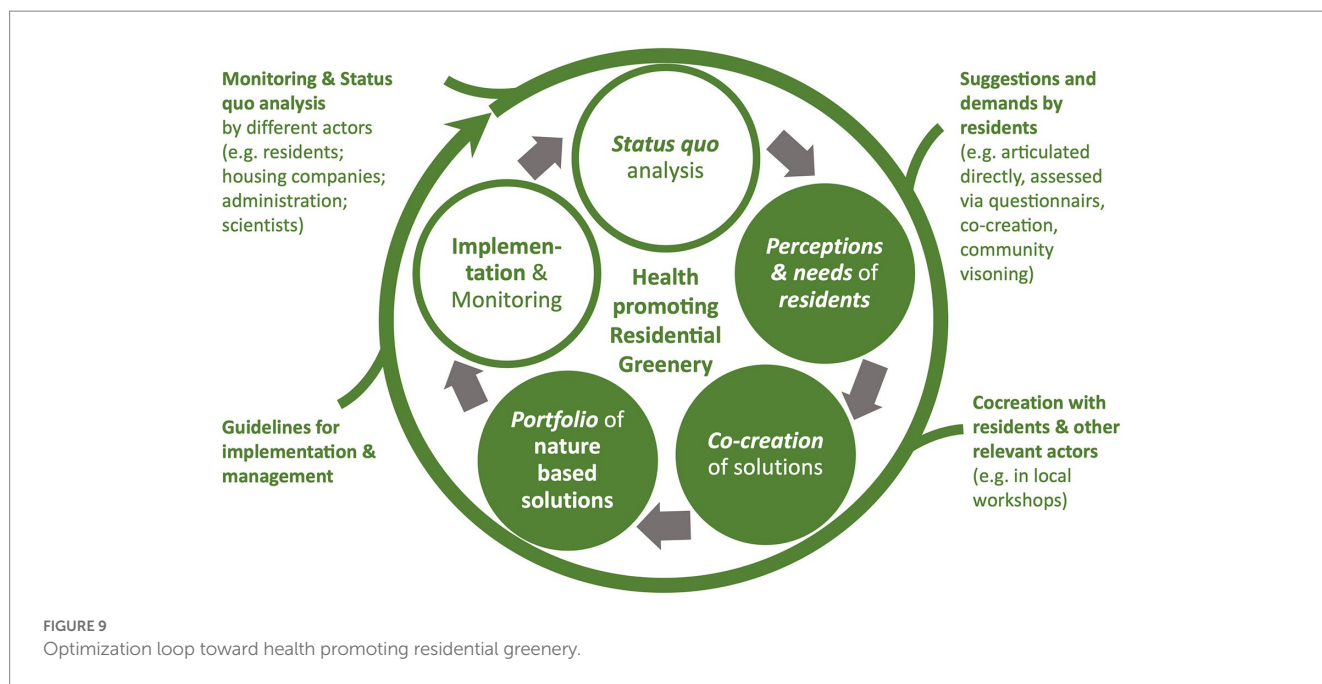 Monitoring & Status
quo analysis
by different actors
(e.g. residents;
housing companies;
administration;
scientists)
Status quo
analysis
Suggestions and
demands by
residents
(e.g. articulated
directly, assessed
via questionnairs,
co-creation,
community
visoning)
Implemen-
tation &
Monitoring
Health
promoting
Residential
Greenery
Perceptions
& needs of
residents
Guidelines for
implementation &
management
Portfolio of
nature
based
solutions
Co-creation
of solutions
Cocreation with
residents & other
relevant actors
(e.g. in local
workshops)
FIGURE 9
Optimization loop toward health promoting residential greenery.